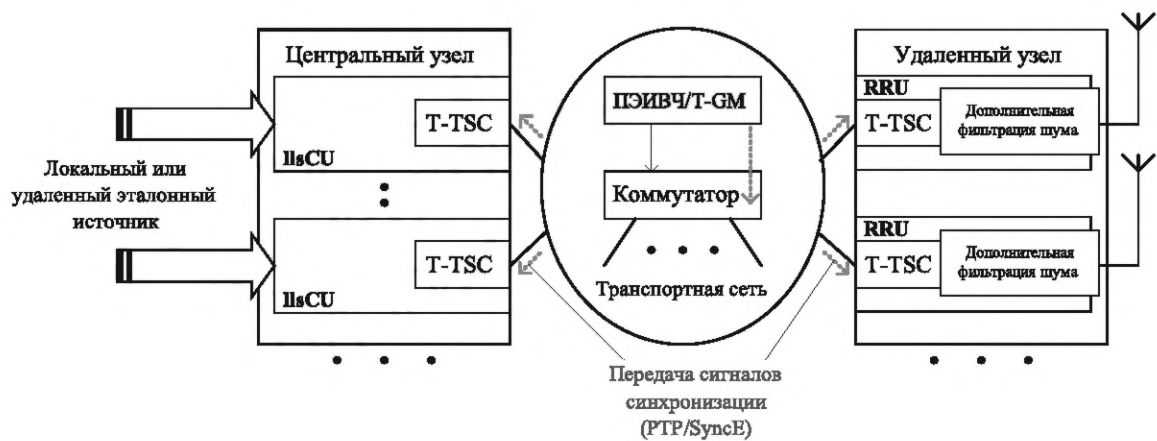 Центральный узел
T-TSC
llsCU
T-TSC
llsCU
Локальный или
удаленный эталонный
источник
ПЭИВЧ/T-GM
Коммутатор
Транспортная сеть
Передача сигналов
синхронизации
(PTP/SyncE)
Удаленный узел
RRU
T-TSC
Дополнительная
фильтрация шума
RRU
T-TSC
Дополнительная
фильтрация шума